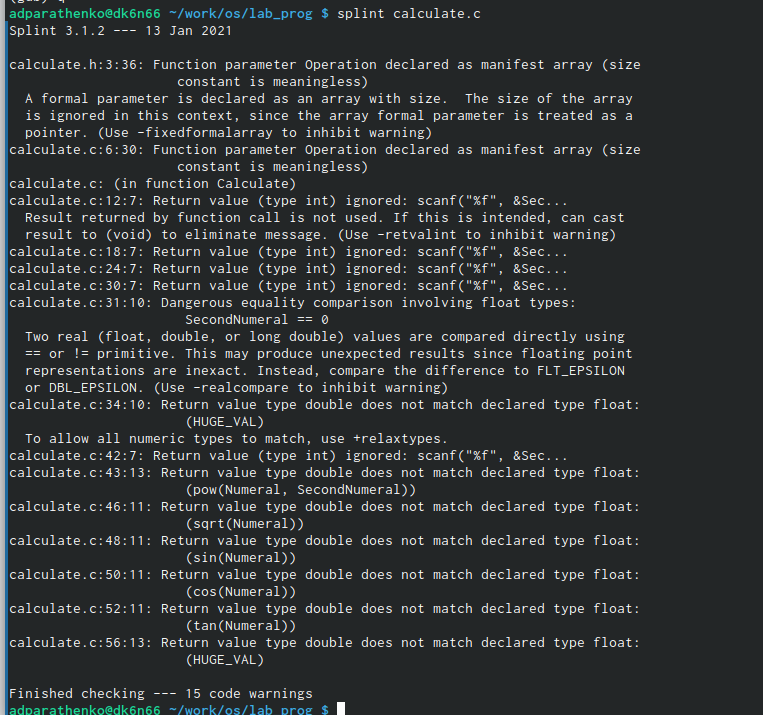 adparathenko@dk6n66 ~/work/os/lab_prog $ splint calculate.c
Splint 3.1.2 --- 13 Jan 2021

calculate.h:3:36: Function parameter Operation declared as manifest array (size
                     constant is meaningless)
  A formal parameter is declared as an array with size.  The size of the array
  is ignored in this context, since the array formal parameter is treated as a
  pointer. (Use -fixedformalarray to inhibit warning)
calculate.c:6:30: Function parameter Operation declared as manifest array (size
                     constant is meaningless)
calculate.c: (in function Calculate)
calculate.c:12:7: Return value (type int) ignored: scanf("%f", &Sec...
  Result returned by function call is not used. If this is intended, can cast
  result to (void) to eliminate message. (Use -retvalint to inhibit warning)
calculate.c:18:7: Return value (type int) ignored: scanf("%f", &Sec...
calculate.c:24:7: Return value (type int) ignored: scanf("%f", &Sec...
calculate.c:30:7: Return value (type int) ignored: scanf("%f", &Sec...
calculate.c:31:10: Dangerous equality comparison involving float types:
                      SecondNumeral == 0
  Two real (float, double, or long double) values are compared directly using
  == or != primitive. This may produce unexpected results since floating point
  representations are inexact. Instead, compare the difference to FLT_EPSILON
  or DBL_EPSILON. (Use -realcompare to inhibit warning)
calculate.c:34:10: Return value type double does not match declared type float:
                      (HUGE_VAL)
  To allow all numeric types to match, use +relaxtypes.
calculate.c:42:7: Return value (type int) ignored: scanf("%f", &Sec...
calculate.c:43:13: Return value type double does not match declared type float:
                      (pow(Numeral, SecondNumeral))
calculate.c:46:11: Return value type double does not match declared type float:
                      (sqrt(Numeral))
calculate.c:48:11: Return value type double does not match declared type float:
                      (sin(Numeral))
calculate.c:50:11: Return value type double does not match declared type float:
                      (cos(Numeral))
calculate.c:52:11: Return value type double does not match declared type float:
                      (tan(Numeral))
calculate.c:56:13: Return value type double does not match declared type float:
                      (HUGE_VAL)

Finished checking --- 15 code warnings
adparathenko@dk6n66 ~/work/os/lab_prog $